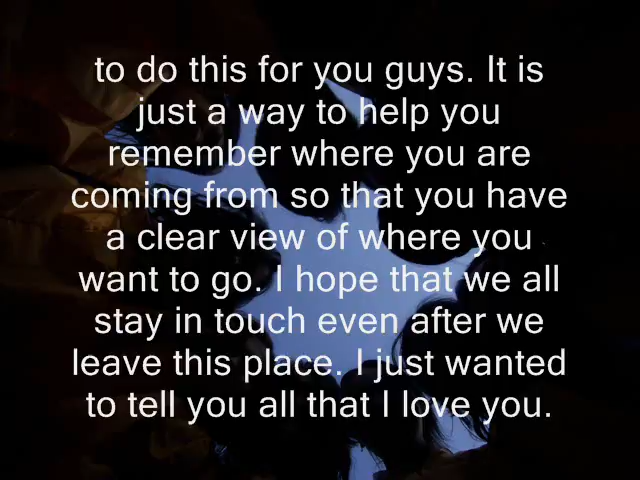 to do this for you guys. It is
just a way to help you
remember where you are
coming from so that you have
a clear view of where you
want to go. I hope that we all
stay in touch even after we
leave this place. I just wanted
to tell you all that I love you.